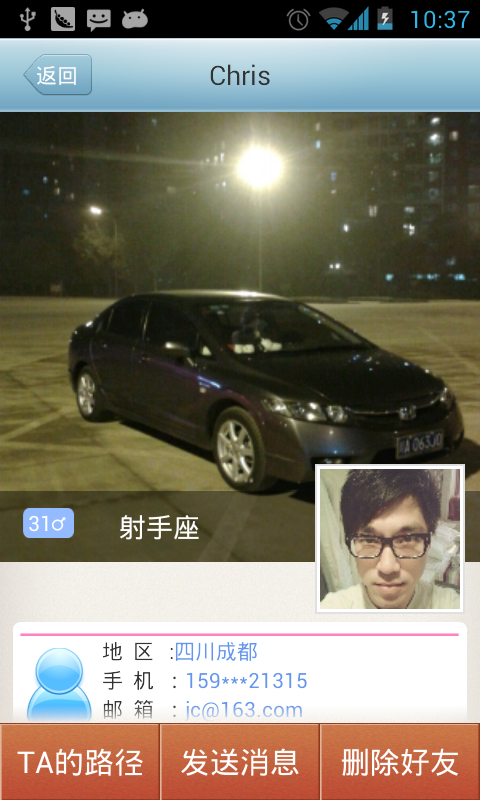 10:37
返回
Chris
31♂
射手座
地 区 :四川成都
手 机 : 159***21315
邮 箱 : jc@163.com
TA的路径
发送消息
删除好友